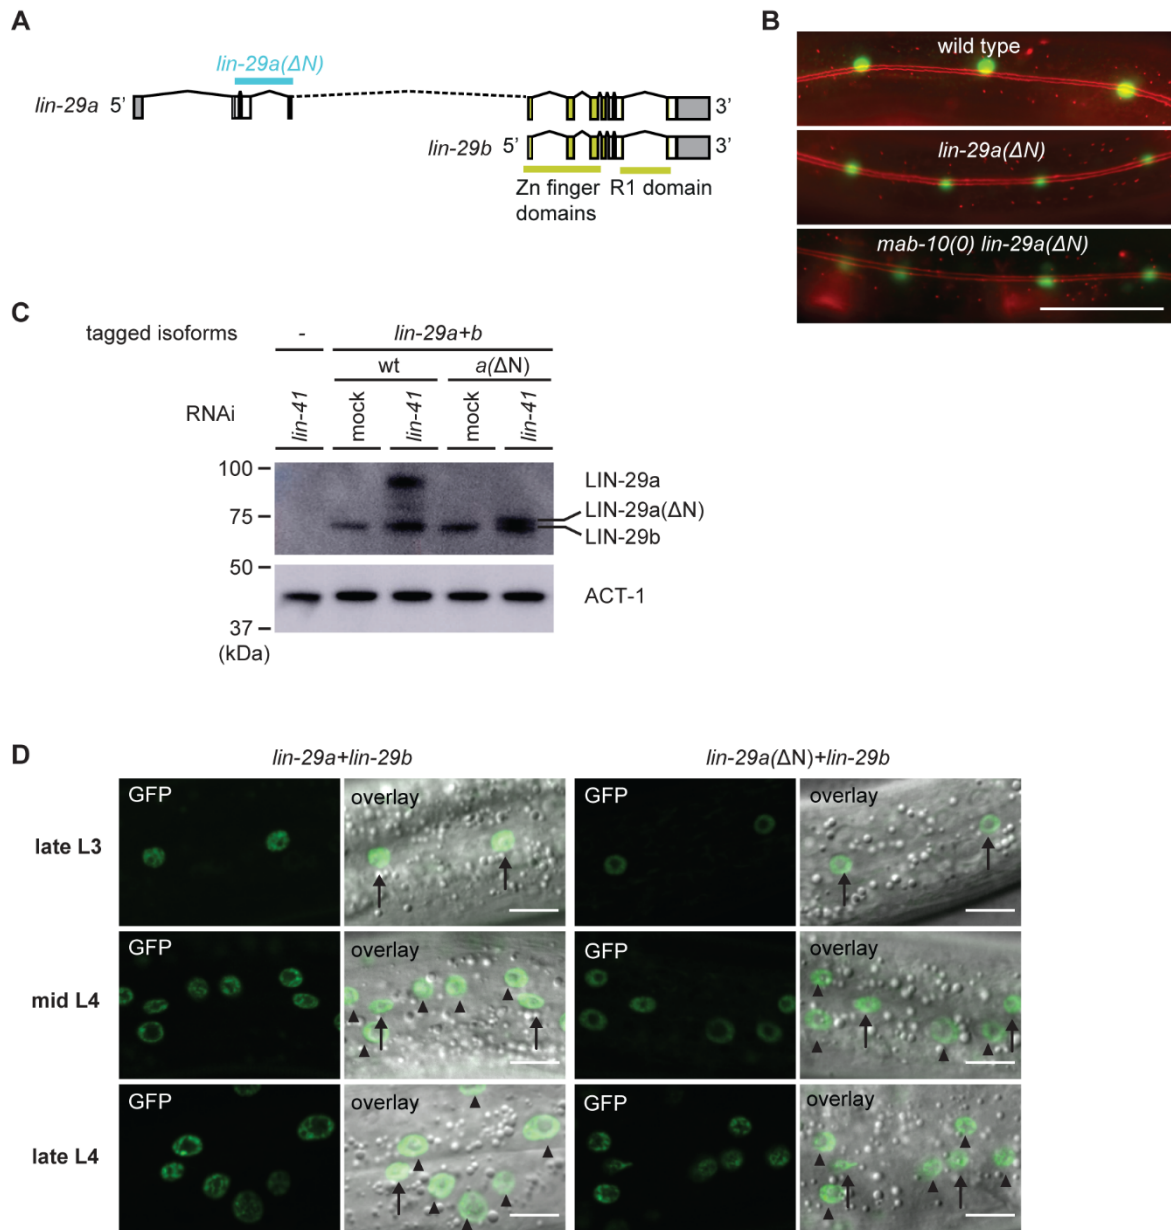 A
lin-29a(ΔN)
lin-29a 5' 3'
lin-29b 5' 3'
Zn finger domains
R1 domain
B
wild type
lin-29a(ΔN)
mab-10(0) lin-29a(ΔN)
C
tagged isoforms - lin-29a+b
wt a(ΔN)
RNAi lin-41 mock lin-41 mock lin-41
100
75
50
37
(kDa)
LIN-29a
LIN-29a(ΔN)
LIN-29b
ACT-1
D
lin-29a+lin-29b lin-29a(ΔN)+lin-29b
late L3 GFP overlay GFP overlay
mid L4 GFP overlay GFP overlay
late L4 GFP overlay GFP overlay